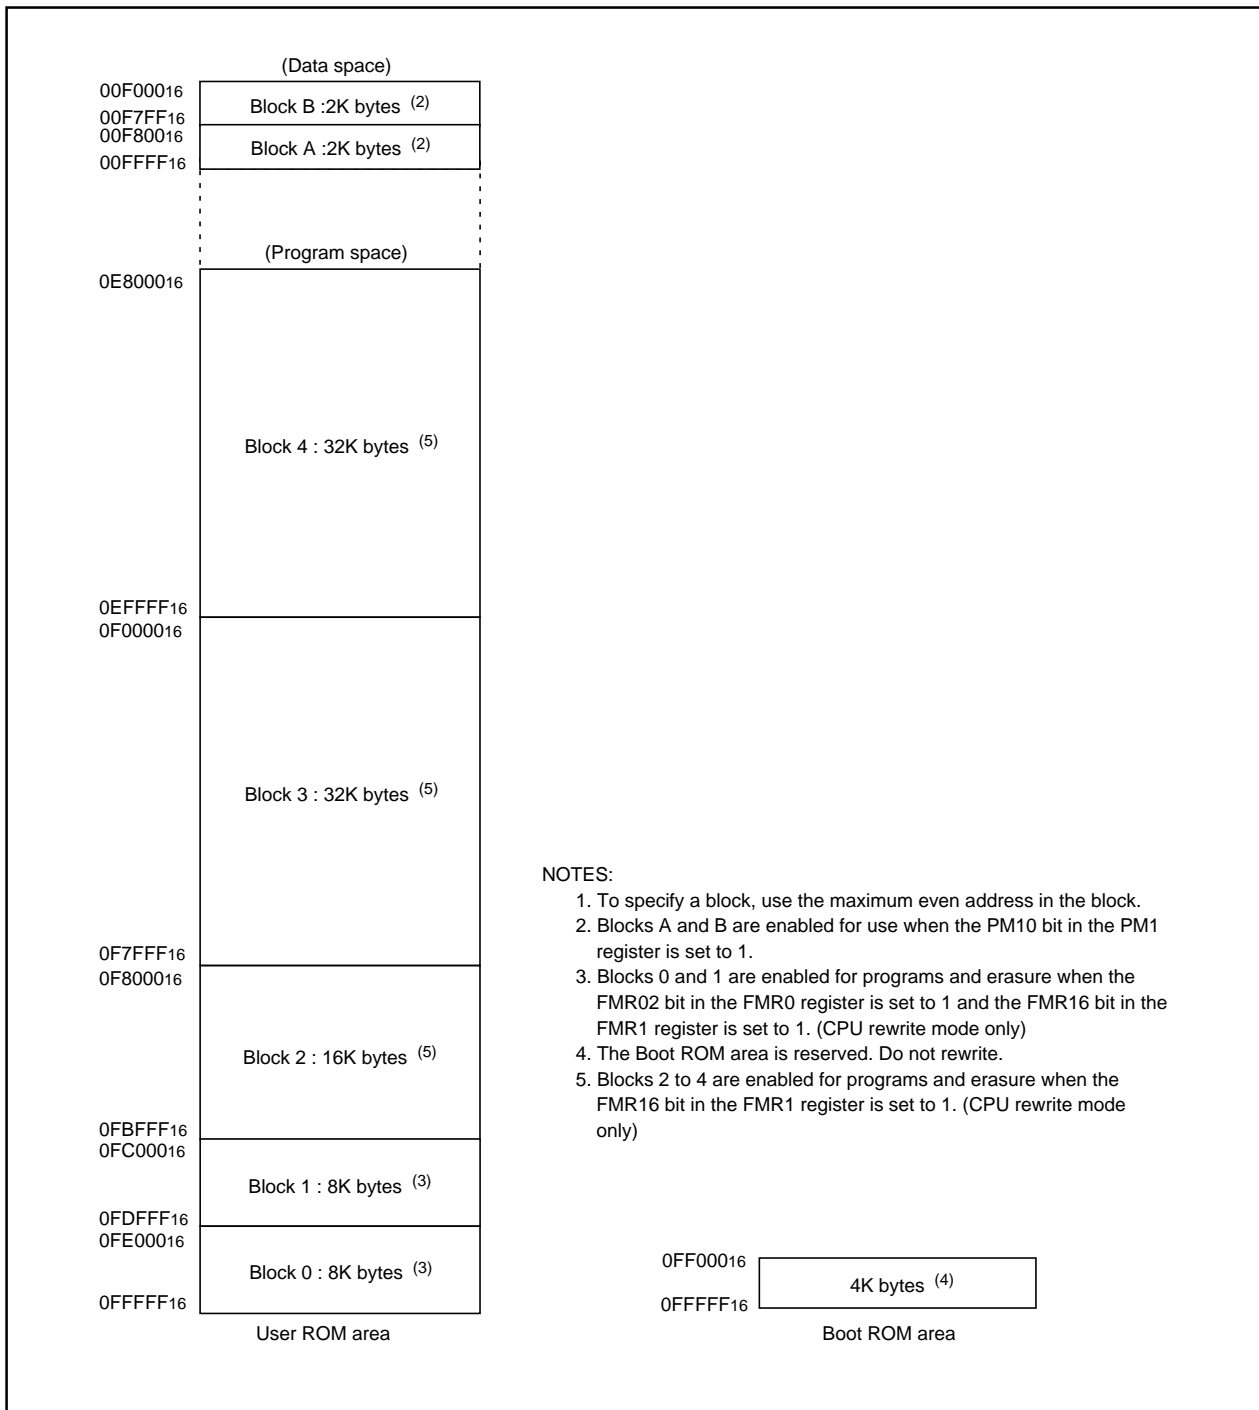 (Data space)
00F00016
Block B :2K bytes (2)
00F7FF16
00F80016
Block A :2K bytes (2)
00FFFF16
(Program space)
0E800016
Block 4 : 32K bytes (5)
0EFFFF16
0F000016
Block 3 : 32K bytes (5)
0F7FFF16
0F800016
Block 2 : 16K bytes (5)
0FBFFF16
0FC00016
Block 1 : 8K bytes (3)
0FDFFF16
0FE00016
Block 0 : 8K bytes (3)
0FFFFF16
User ROM area
NOTES:
1. To specify a block, use the maximum even address in the block.
2. Blocks A and B are enabled for use when the PM10 bit in the PM1
register is set to 1.
3. Blocks 0 and 1 are enabled for programs and erasure when the
FMR02 bit in the FMR0 register is set to 1 and the FMR16 bit in the
FMR1 register is set to 1. (CPU rewrite mode only)
4. The Boot ROM area is reserved. Do not rewrite.
5. Blocks 2 to 4 are enabled for programs and erasure when the
FMR16 bit in the FMR1 register is set to 1. (CPU rewrite mode
only)
0FF00016
4K bytes (4)
0FFFFF16
Boot ROM area